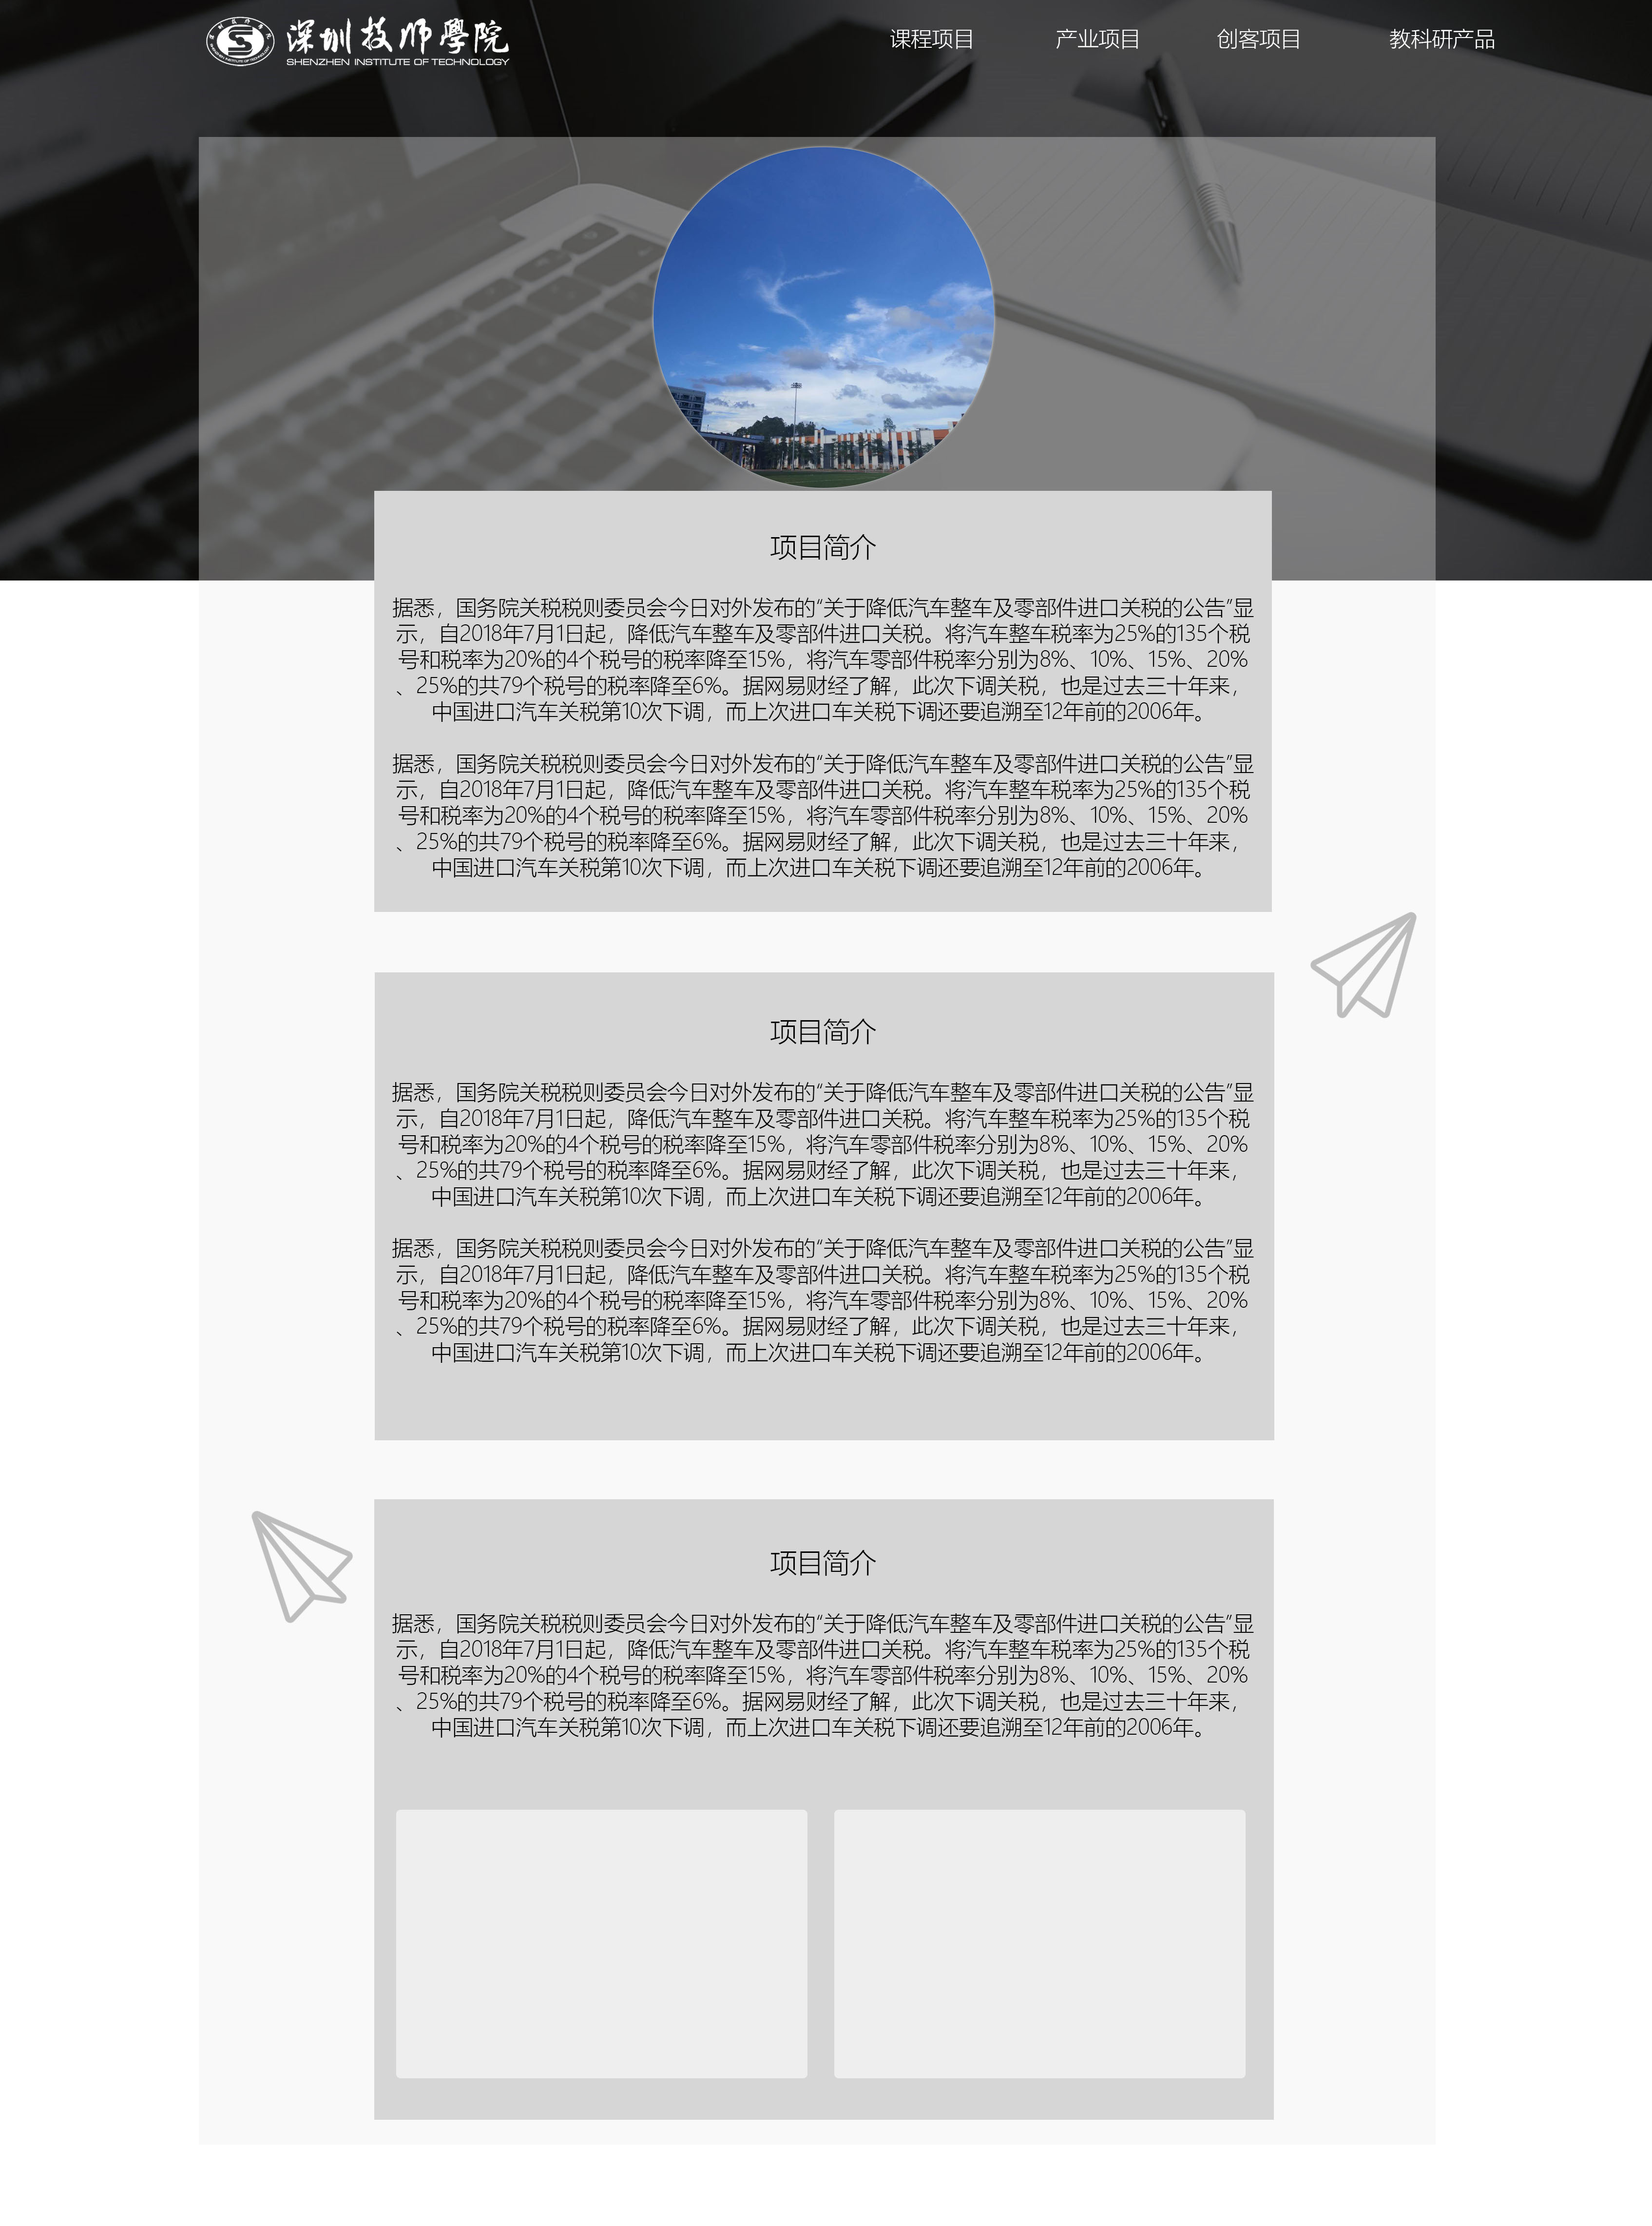 深圳技师學院
SHENZHEN INSTITUTE OF TECHNOLOGY
课程项目 产业项目 创客项目 教科研产品
项目简介
据悉，国务院关税税则委员会今日对外发布的“关于降低汽车整车及零部件进口关税的公告”显
示，自2018年7月1日起，降低汽车整车及零部件进口关税。将汽车整车税率为25%的135个税
号和税率为20%的4个税号的税率降至15%，将汽车零部件税率分别为8%、10%、15%、20%
、25%的共79个税号的税率降至6%。据网易财经了解，此次下调关税，也是过去三十年来，
中国进口汽车关税第10次下调，而上次进口车关税下调还要追溯至12年前的2006年。
据悉，国务院关税税则委员会今日对外发布的“关于降低汽车整车及零部件进口关税的公告”显
示，自2018年7月1日起，降低汽车整车及零部件进口关税。将汽车整车税率为25%的135个税
号和税率为20%的4个税号的税率降至15%，将汽车零部件税率分别为8%、10%、15%、20%
、25%的共79个税号的税率降至6%。据网易财经了解，此次下调关税，也是过去三十年来，
中国进口汽车关税第10次下调，而上次进口车关税下调还要追溯至12年前的2006年。
项目简介
据悉，国务院关税税则委员会今日对外发布的“关于降低汽车整车及零部件进口关税的公告”显
示，自2018年7月1日起，降低汽车整车及零部件进口关税。将汽车整车税率为25%的135个税
号和税率为20%的4个税号的税率降至15%，将汽车零部件税率分别为8%、10%、15%、20%
、25%的共79个税号的税率降至6%。据网易财经了解，此次下调关税，也是过去三十年来，
中国进口汽车关税第10次下调，而上次进口车关税下调还要追溯至12年前的2006年。
据悉，国务院关税税则委员会今日对外发布的“关于降低汽车整车及零部件进口关税的公告”显
示，自2018年7月1日起，降低汽车整车及零部件进口关税。将汽车整车税率为25%的135个税
号和税率为20%的4个税号的税率降至15%，将汽车零部件税率分别为8%、10%、15%、20%
、25%的共79个税号的税率降至6%。据网易财经了解，此次下调关税，也是过去三十年来，
中国进口汽车关税第10次下调，而上次进口车关税下调还要追溯至12年前的2006年。
项目简介
据悉，国务院关税税则委员会今日对外发布的“关于降低汽车整车及零部件进口关税的公告”显
示，自2018年7月1日起，降低汽车整车及零部件进口关税。将汽车整车税率为25%的135个税
号和税率为20%的4个税号的税率降至15%，将汽车零部件税率分别为8%、10%、15%、20%
、25%的共79个税号的税率降至6%。据网易财经了解，此次下调关税，也是过去三十年来，
中国进口汽车关税第10次下调，而上次进口车关税下调还要追溯至12年前的2006年。